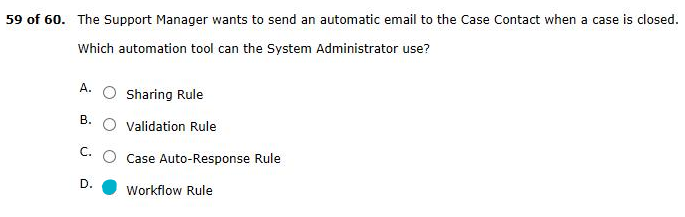 59 of 60. The Support Manager wants to send an automatic email to the Case Contact when a case is closed.
Which automation tool can the System Administrator use?
A. Sharing Rule
B. Validation Rule
C. Case Auto-Response Rule
D. Workflow Rule